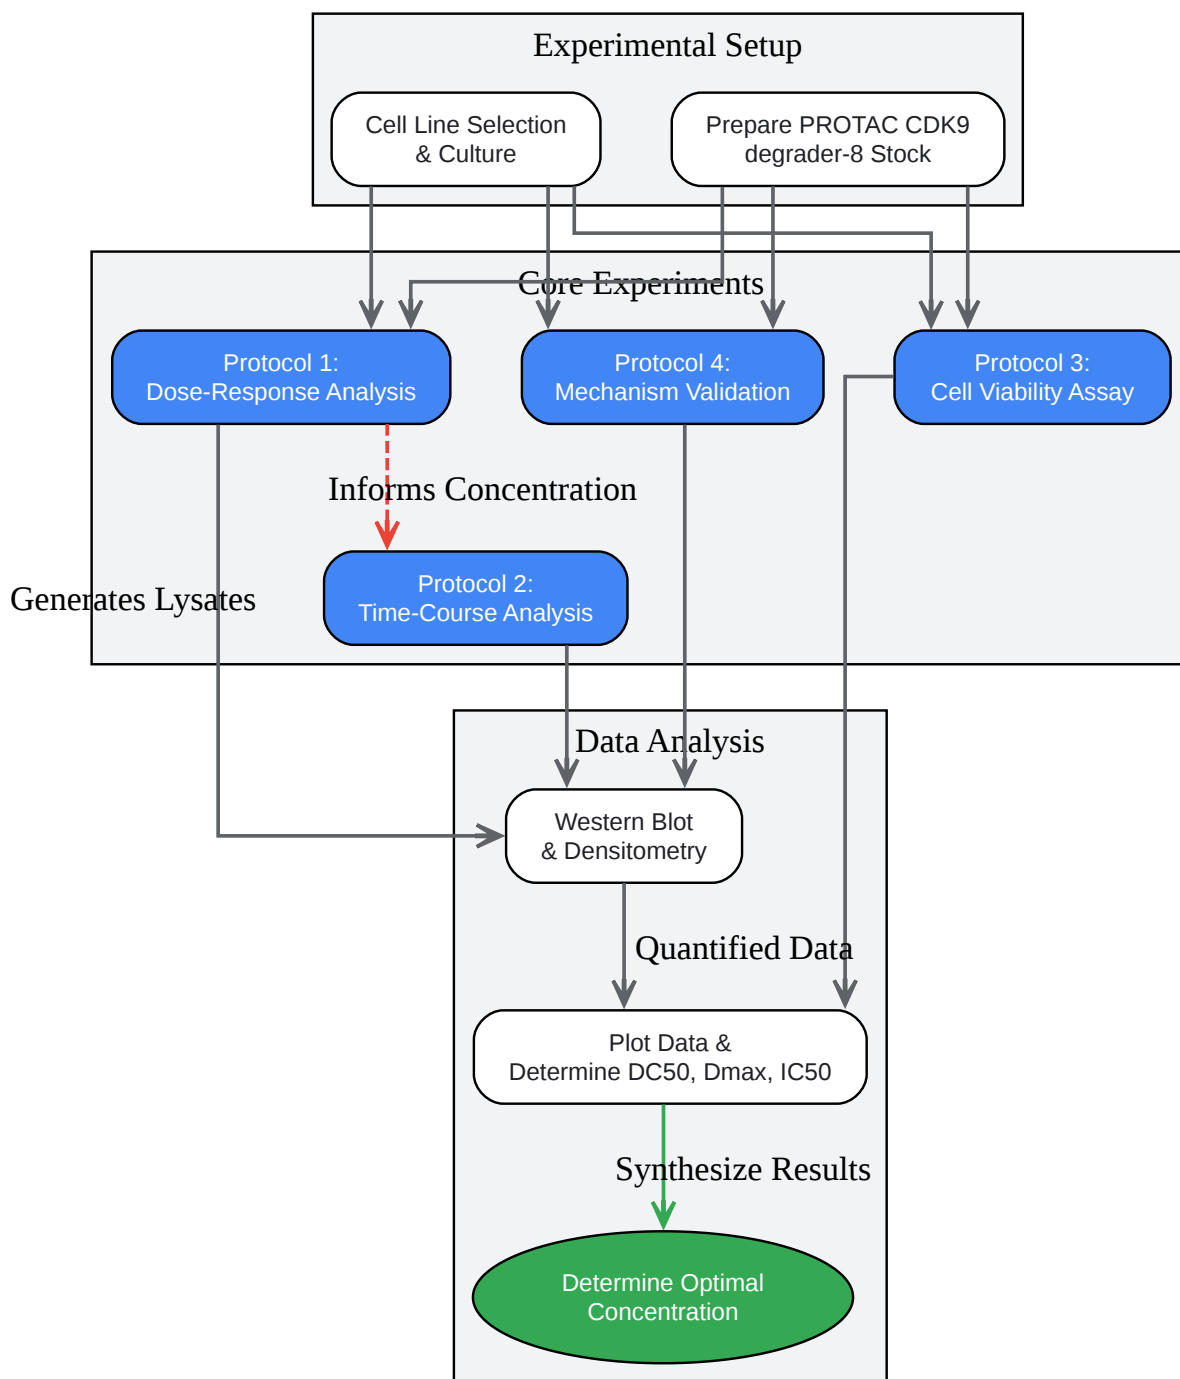 Experimental Setup
Cell Line Selection
& Culture
Prepare PROTAC CDK9
degrader-8 Stock
Core Experiments
Protocol 1:
Dose-Response Analysis
Protocol 4:
Mechanism Validation
Protocol 3:
Cell Viability Assay
Informs Concentration
Protocol 2:
Time-Course Analysis
Generates Lysates
Data Analysis
Western Blot
& Densitometry
Quantified Data
Plot Data &
Determine DC50, Dmax, IC50
Synthesize Results
Determine Optimal
Concentration